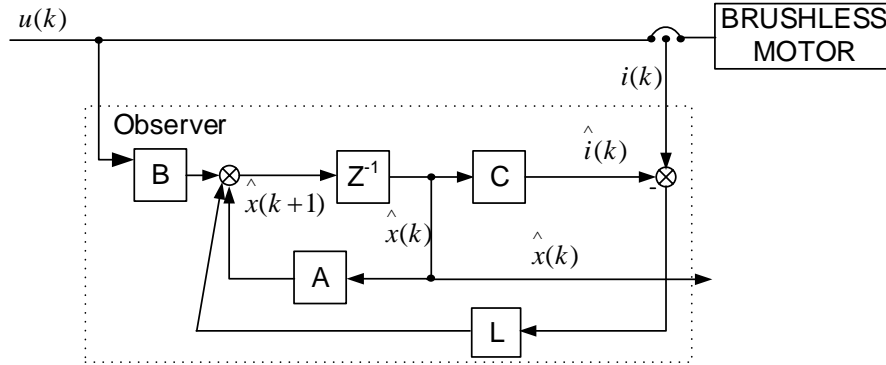 u(k)
BRUSHLESS
MOTOR
i(k)
Observer
B
x̂(k+1)
Z⁻¹
C
î(k)
-
x̂(k)
x̂(k)
A
L